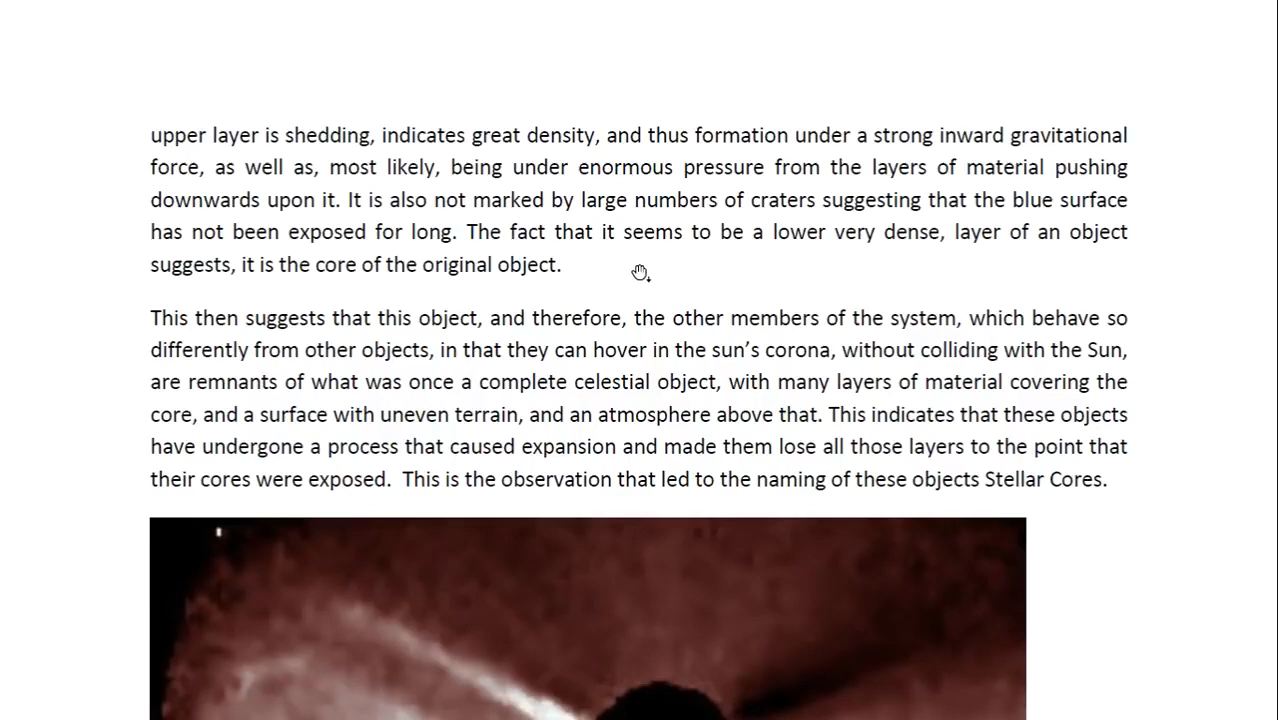 upper layer is shedding, indicates great density, and thus formation under a strong inward gravitational
force, as well as, most likely, being under enormous pressure from the layers of material pushing
downwards upon it. It is also not marked by large numbers of craters suggesting that the blue surface
has not been exposed for long. The fact that it seems to be a lower very dense, layer of an object
suggests, it is the core of the original object.
This then suggests that this object, and therefore, the other members of the system, which behave so
differently from other objects, in that they can hover in the sun’s corona, without colliding with the Sun,
are remnants of what was once a complete celestial object, with many layers of material covering the
core, and a surface with uneven terrain, and an atmosphere above that. This indicates that these objects
have undergone a process that caused expansion and made them lose all those layers to the point that
their cores were exposed.  This is the observation that led to the naming of these objects Stellar Cores.